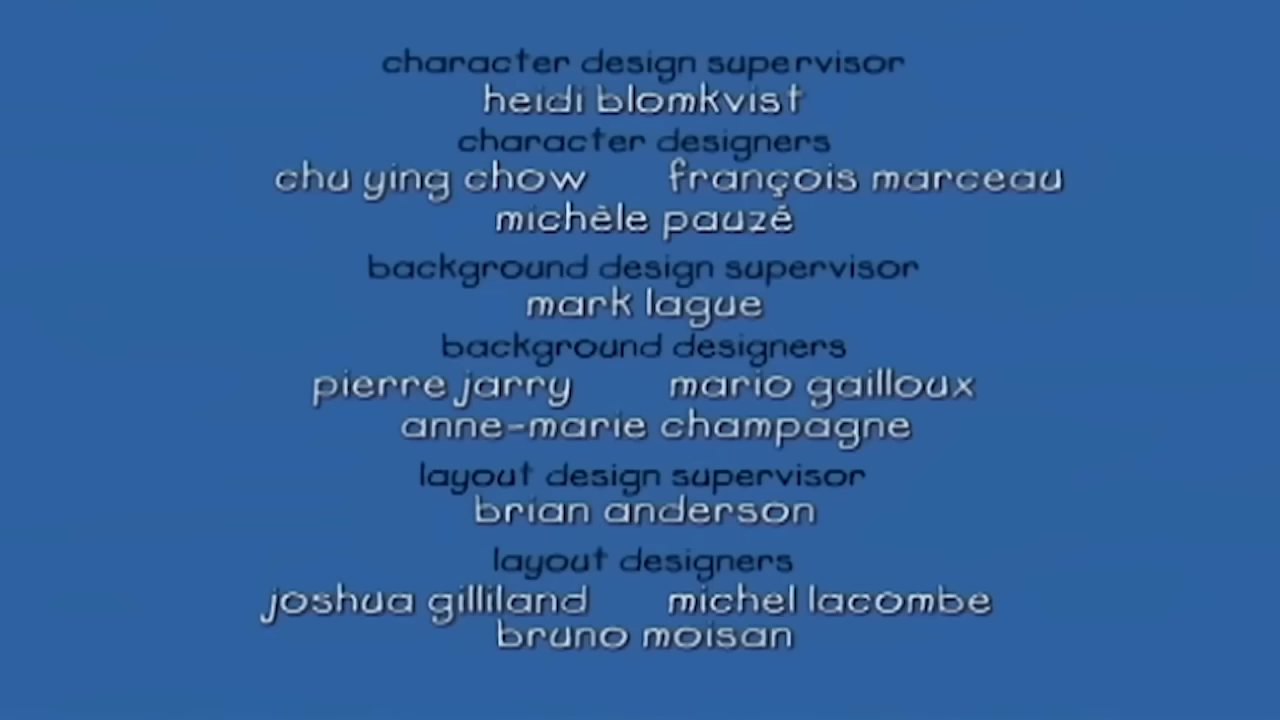 character design supervisor
heidi blomkvist
character designers
chu ying chow françois marceau
michèle pauzé
background design supervisor
mark lague
background designers
pierre jarry mario gailloux
anne-marie champagne
layout design supervisor
brian anderson
layout designers
joshua gilliland michel lacombe
bruno moisan